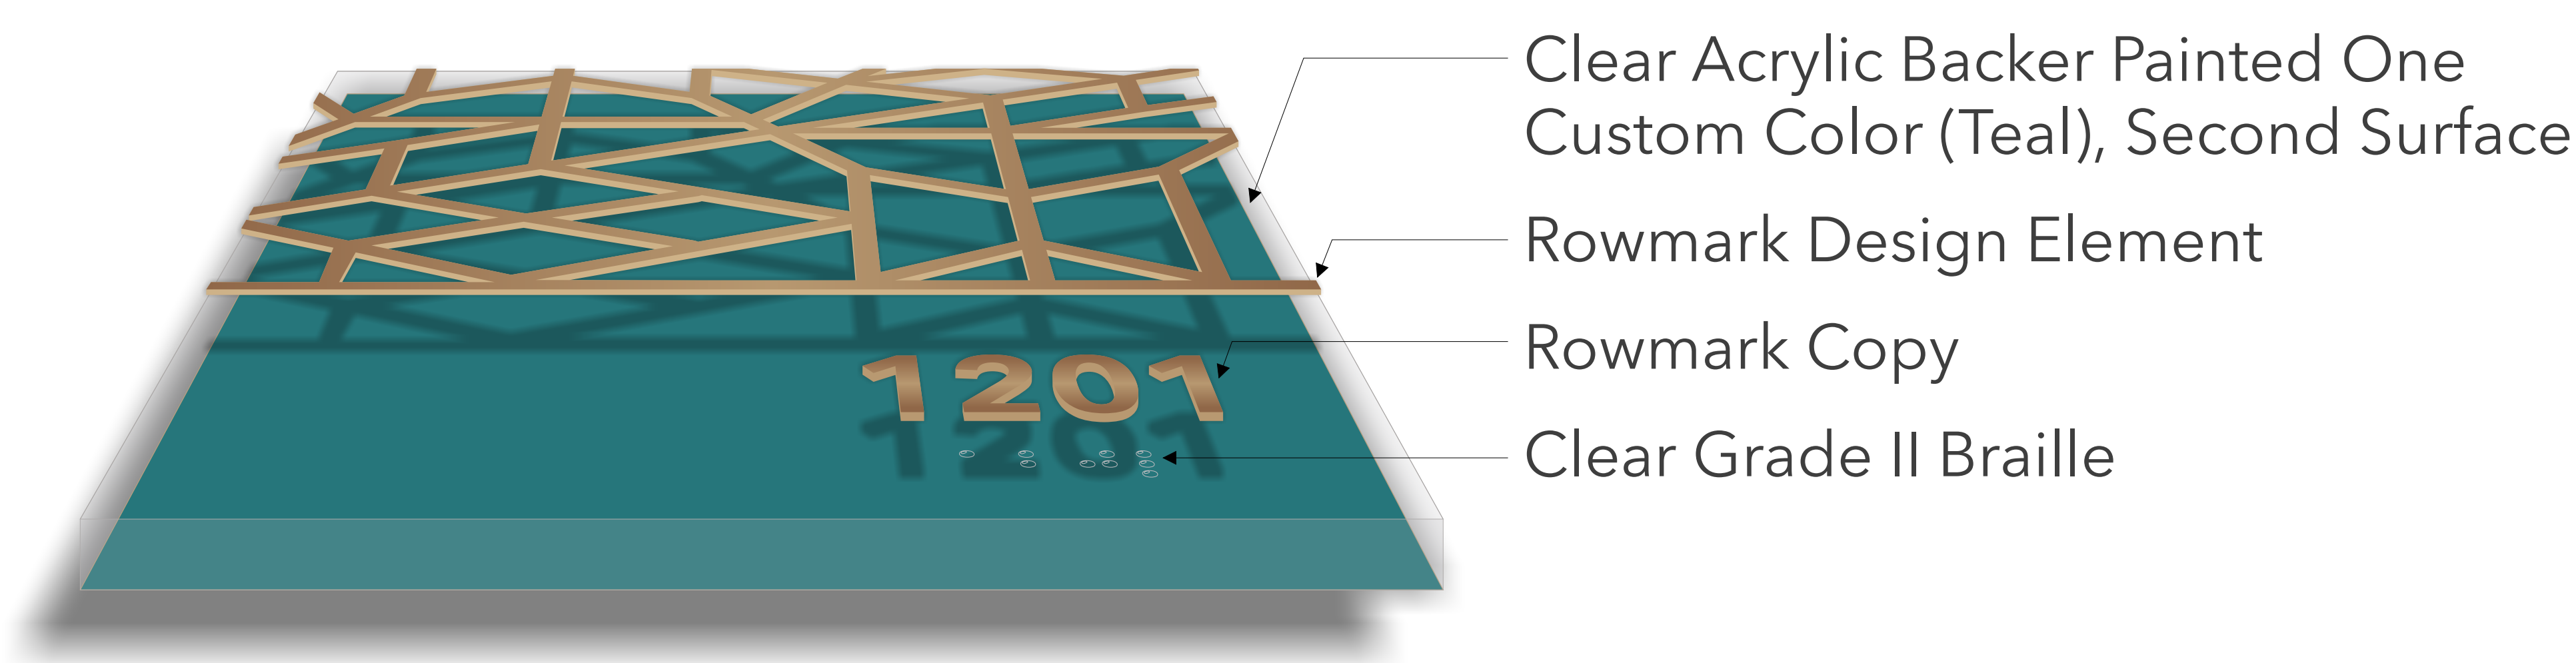 Clear Acrylic Backer Painted One
Custom Color (Teal), Second Surface
Rowmark Design Element
Rowmark Copy
1201
Clear Grade II Braille